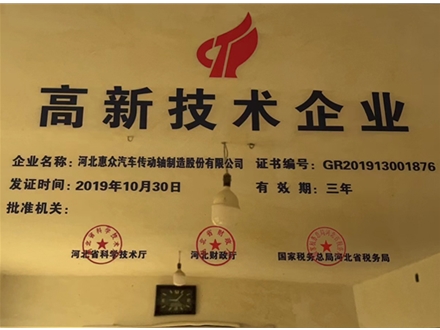 高新技术企业
企业名称：河北惠众汽车传动轴制造股份有限公司 证书编号：GR201913001876
发证时间：2019年10月30日 有 效 期：三年
批准机关：
河北省科学技术厅 河北财政厅 国家税务总局河北省税务局